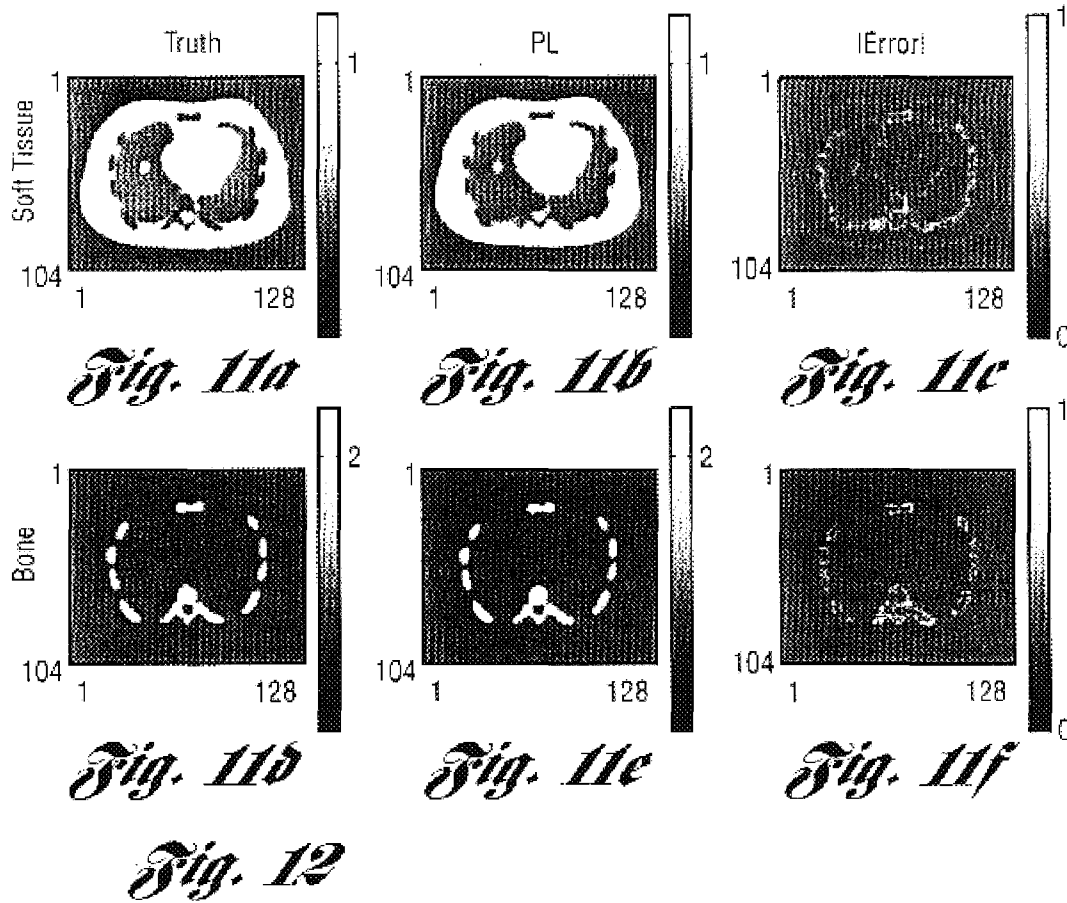 Truth
PL
|Error|
1
1
1
1
1
1
Soft Tissue
104
104
104
0
1
128
1
128
1
128
Fig. 11a
Fig. 11b
Fig. 11c
1
2
1
2
1
1
Bone
104
104
104
0
1
128
1
128
1
128
Fig. 11d
Fig. 11e
Fig. 11f
Fig. 12